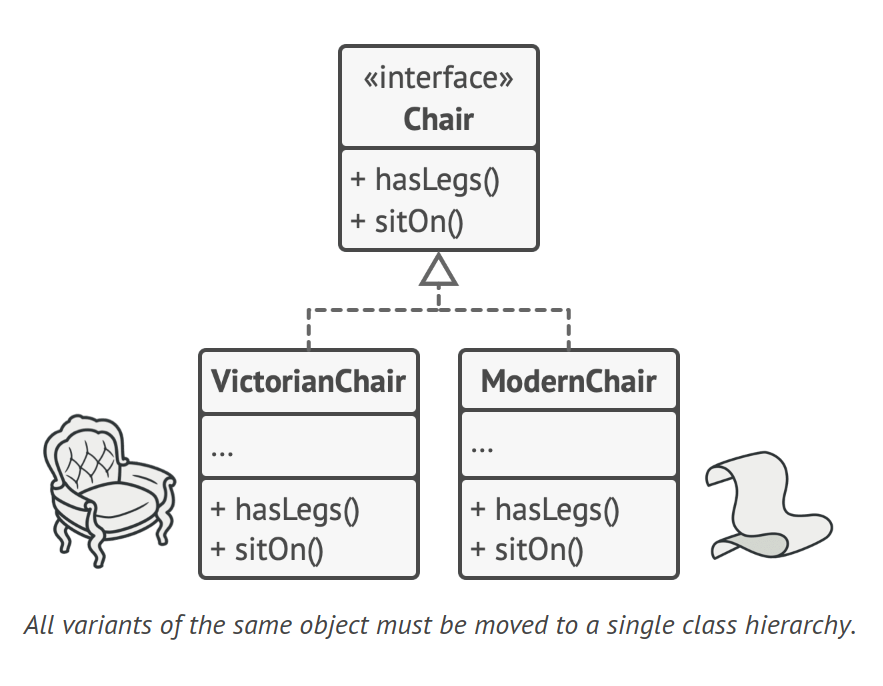 «interface»
Chair
+ hasLegs()
+ sitOn()
VictorianChair
...
+ hasLegs()
+ sitOn()
ModernChair
...
+ hasLegs()
+ sitOn()
All variants of the same object must be moved to a single class hierarchy.